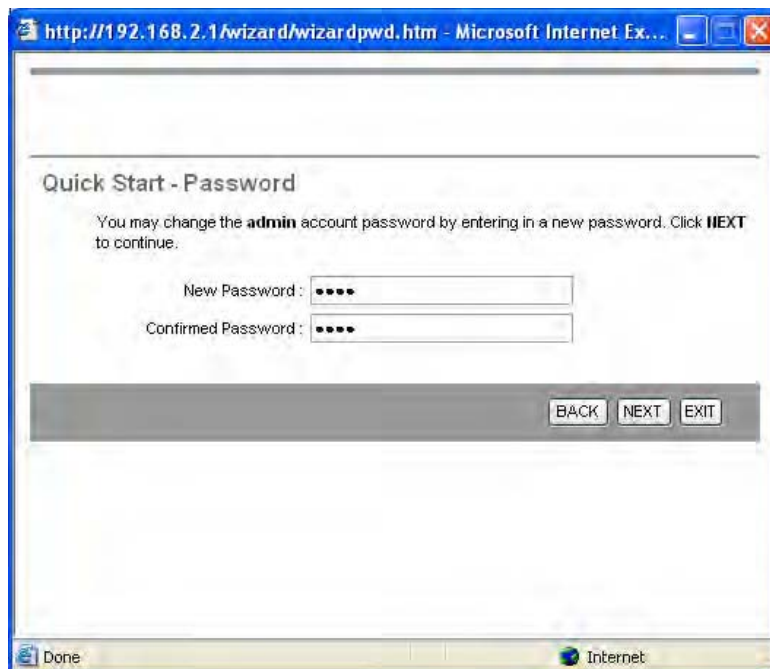 http://192.168.2.1/wizard/wizardpwd.htm - Microsoft Internet Ex...
Quick Start - Password
You may change the admin account password by entering in a new password. Click NEXT
to continue.
New Password : ••••
Confirmed Password : ••••
BACK NEXT EXIT
Done Internet